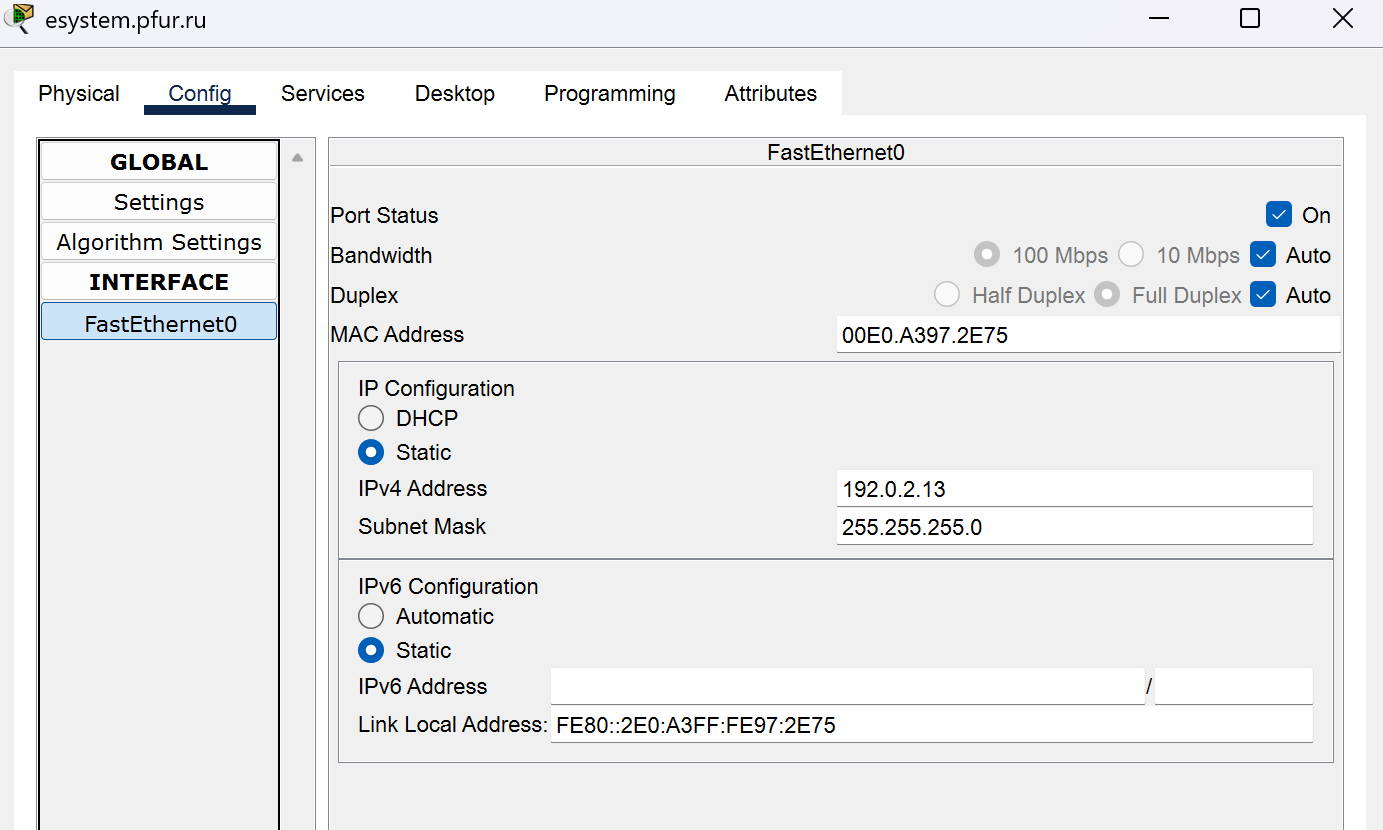 esystem.pfur.ru
Physical Config Services Desktop Programming Attributes
GLOBAL
Settings
Algorithm Settings
INTERFACE
FastEthernet0
FastEthernet0
Port Status On
Bandwidth 100 Mbps 10 Mbps Auto
Duplex Half Duplex Full Duplex Auto
MAC Address 00E0.A397.2E75
IP Configuration
DHCP
Static
IPv4 Address 192.0.2.13
Subnet Mask 255.255.255.0
IPv6 Configuration
Automatic
Static
IPv6 Address /
Link Local Address: FE80::2E0:A3FF:FE97:2E75